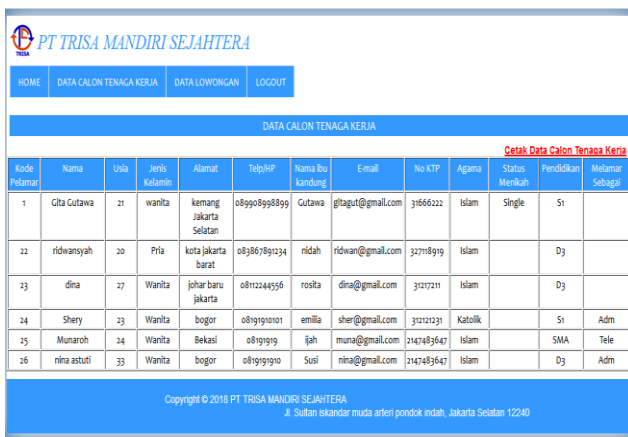 TRISA
PT TRISA MANDIRI SEJAHTERA
HOME DATA CALON TENAGA KERJA DATA LOWONGAN LOGOUT
DATA CALON TENAGA KERJA
Cetak Data Calon Tenaga Kerja
Kode Pelamar Nama Usia Jenis Kelamin Alamat Telp/HP Nama ibu kandung E-mail No KTP Agama Status Menikah Pendidikan Melamar Sebagai
1 Gita Gutawa 21 wanita kemang Jakarta Selatan 089908998899 Gutawa gitagut@gmail.com 31666222 Islam Single S1
22 ridwansyah 20 Pria kota jakarta barat 083867891234 nidah ridwan@gmail.com 327118919 Islam D3
23 dina 27 Wanita johar baru jakarta 08112244556 rosita dina@gmail.com 31217211 Islam D3
24 Shery 23 Wanita bogor 08191910101 emilia sher@gmail.com 312121231 Katolik S1 Adm
25 Munaroh 24 Wanita Bekasi 08191919 ijah muna@gmail.com 2147483647 Islam SMA Tele
26 nina astuti 33 Wanita bogor 0819191910 Susi nina@gmail.com 2147483647 Islam D3 Adm
Copyright © 2018 PT TRISA MANDIRI SEJAHTERA
Jl. Sultan iskandar muda arteri pondok indah, Jakarta Selatan 12240